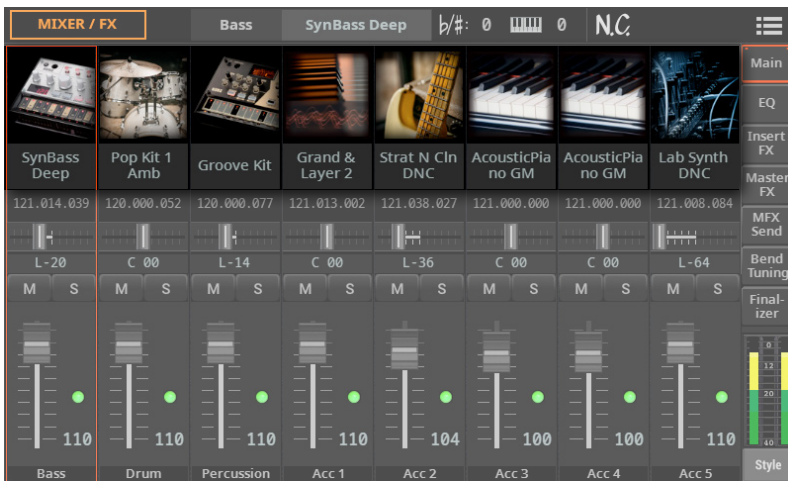 MIXER / FX
Bass
SynBass Deep
b/#: 0
0
N.C.
SynBass
Deep
Pop Kit 1
Amb
Groove Kit
Grand &
Layer 2
Strat N Cln
DNC
AcousticPia
no GM
AcousticPia
no GM
Lab Synth
DNC
121.014.039
120.000.052
120.000.077
121.013.002
121.038.027
121.000.000
121.000.000
121.008.084
L-20
C 00
L-14
C 00
L-36
C 00
C 00
L-64
M S
M S
M S
M S
M S
M S
M S
M S
110
110
110
110
104
100
100
110
Bass
Drum
Percussion
Acc 1
Acc 2
Acc 3
Acc 4
Acc 5
Main
EQ
Insert
FX
Master
FX
MFX
Send
Bend
Tuning
Final-
izer
0
12
20
40
Style